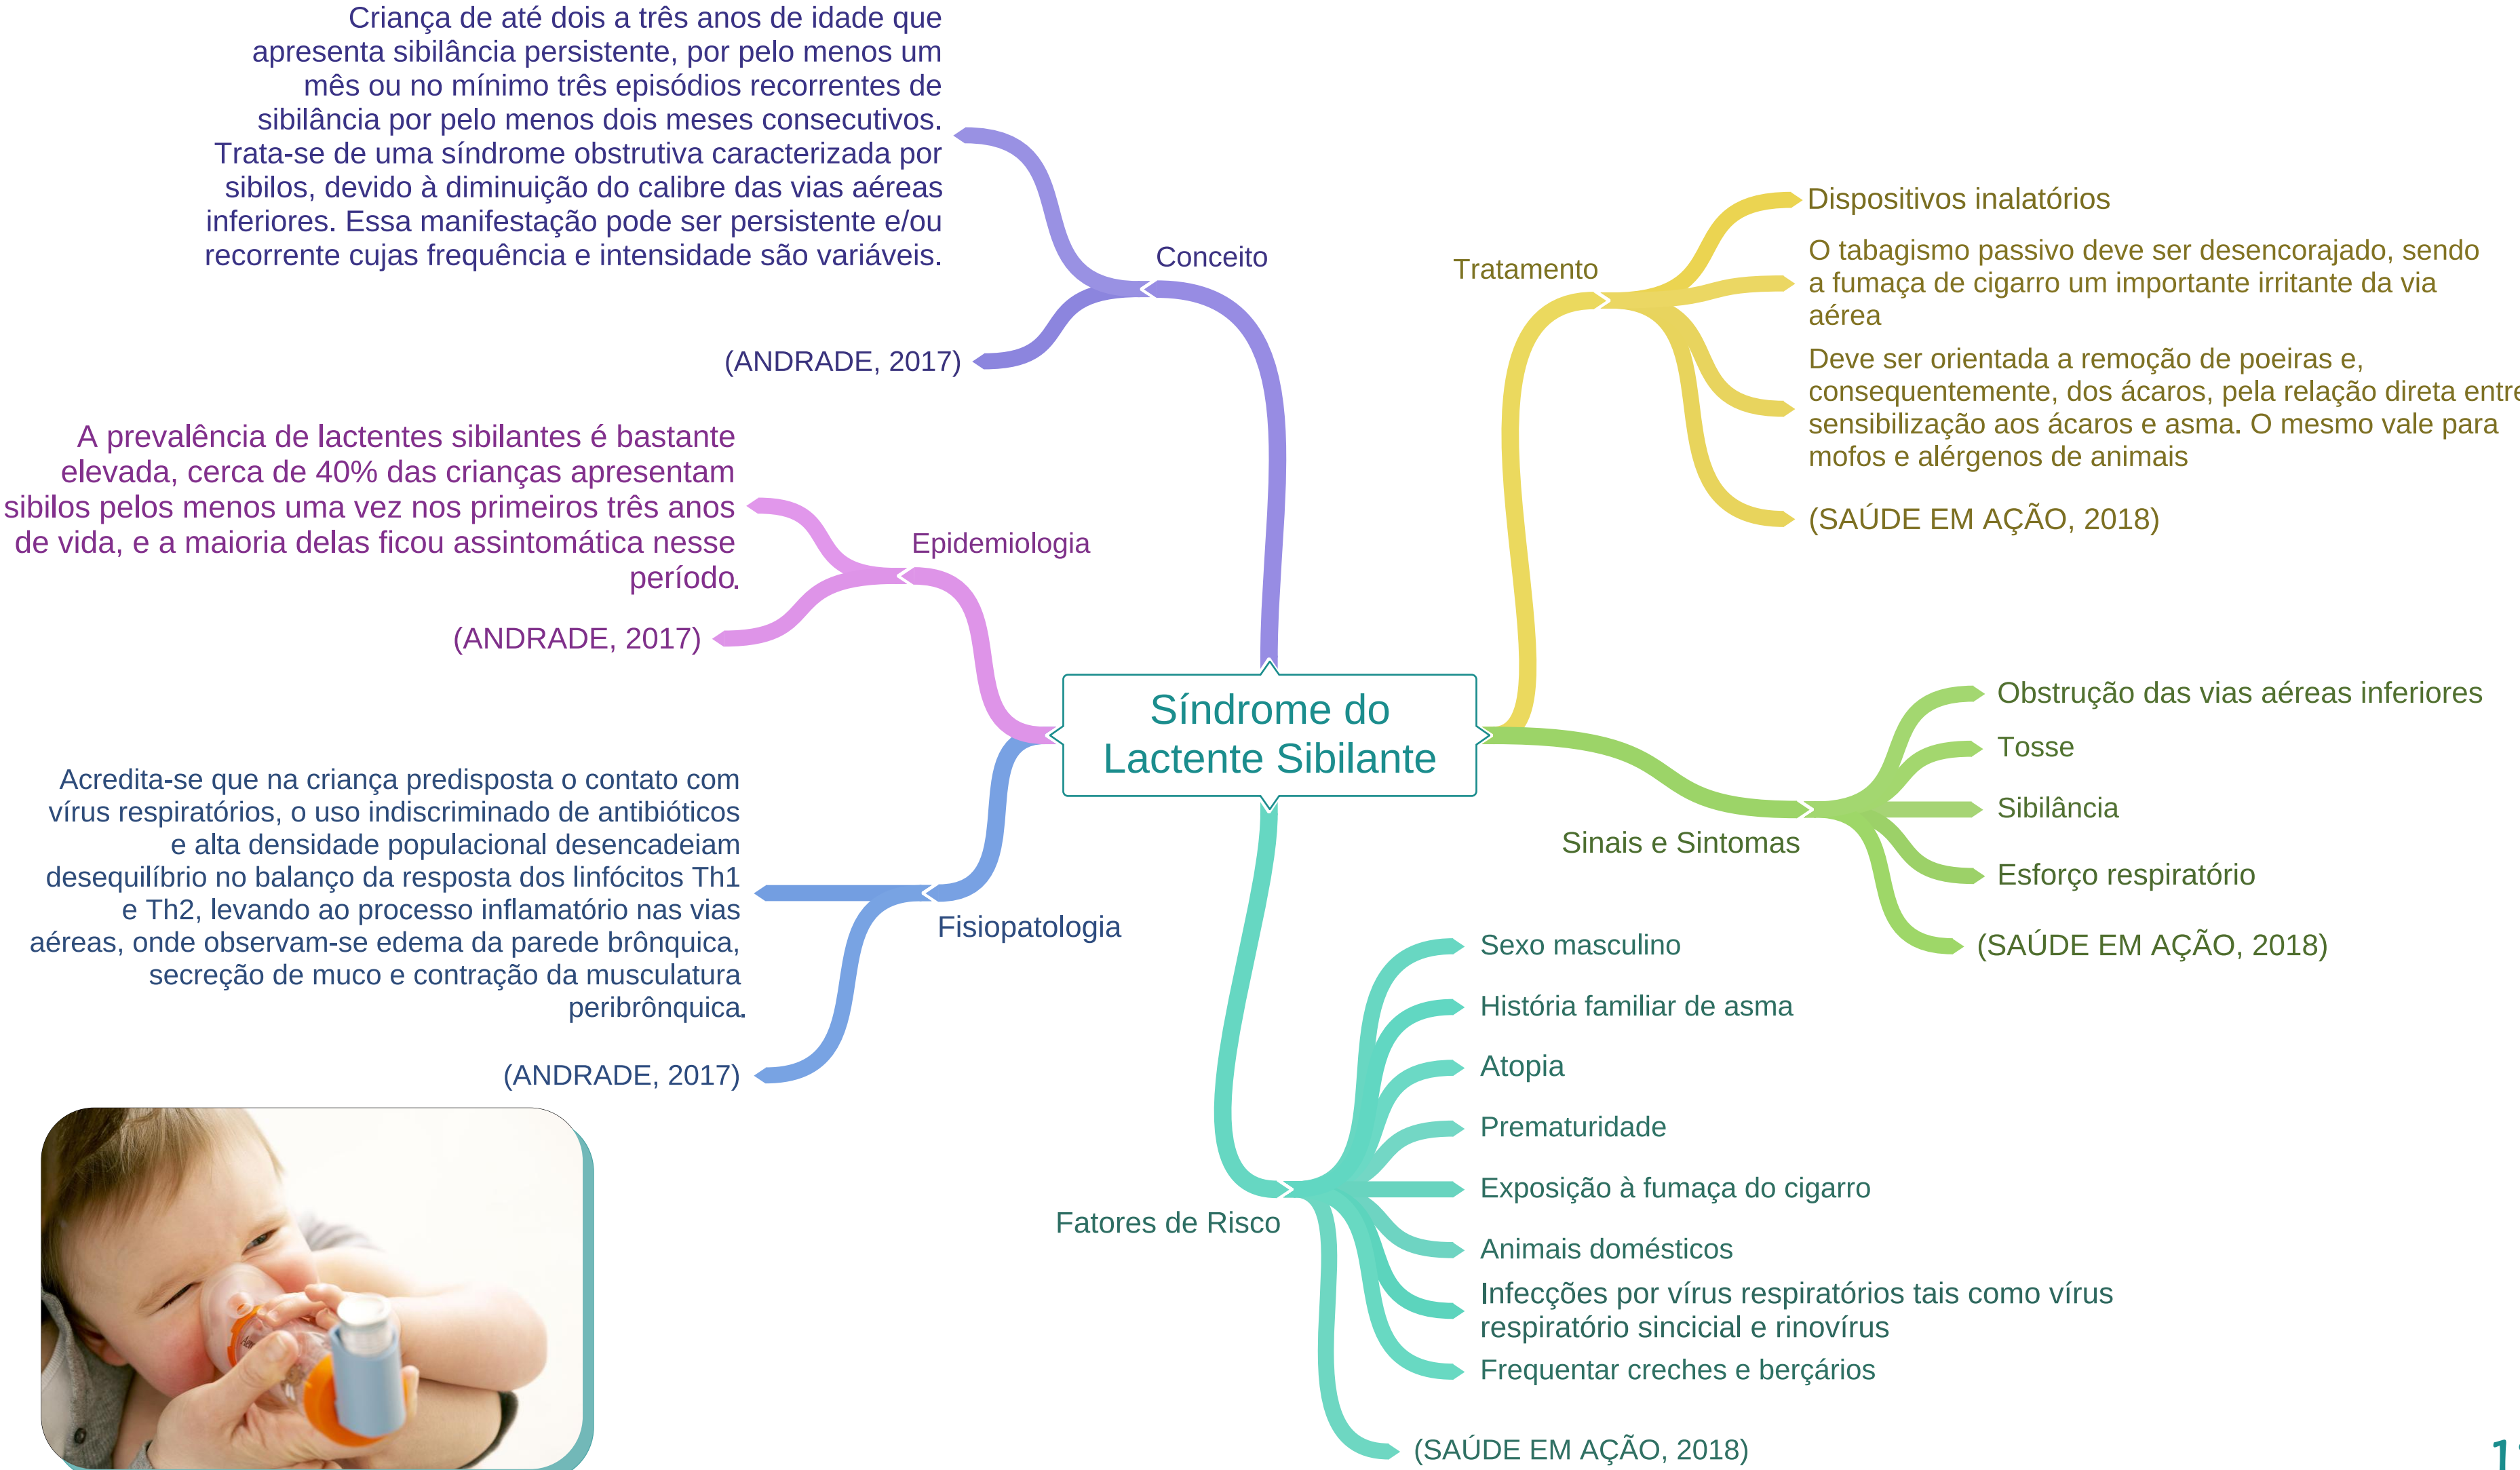 Criança de até dois a três anos de idade que
apresenta sibilância persistente, por pelo menos um
mês ou no mínimo três episódios recorrentes de
sibilância por pelo menos dois meses consecutivos.
Trata-se de uma síndrome obstrutiva caracterizada por
sibilos, devido à diminuição do calibre das vias aéreas
inferiores. Essa manifestação pode ser persistente e/ou
recorrente cujas frequência e intensidade são variáveis.
Conceito
(ANDRADE, 2017)
A prevalência de lactentes sibilantes é bastante
elevada, cerca de 40% das crianças apresentam
sibilos pelos menos uma vez nos primeiros três anos
de vida, e a maioria delas ficou assintomática nesse
período.
Epidemiologia
(ANDRADE, 2017)
Síndrome do
Lactente Sibilante
Acredita-se que na criança predisposta o contato com
vírus respiratórios, o uso indiscriminado de antibióticos
e alta densidade populacional desencadeiam
desequilíbrio no balanço da resposta dos linfócitos Th1
e Th2, levando ao processo inflamatório nas vias
aéreas, onde observam-se edema da parede brônquica,
secreção de muco e contração da musculatura
peribrônquica.
Fisiopatologia
(ANDRADE, 2017)
Tratamento
Dispositivos inalatórios
O tabagismo passivo deve ser desencorajado, sendo
a fumaça de cigarro um importante irritante da via
aérea
Deve ser orientada a remoção de poeiras e,
consequentemente, dos ácaros, pela relação direta entre
sensibilização aos ácaros e asma. O mesmo vale para
mofos e alérgenos de animais
(SAÚDE EM AÇÃO, 2018)
Sinais e Sintomas
Obstrução das vias aéreas inferiores
Tosse
Sibilância
Esforço respiratório
(SAÚDE EM AÇÃO, 2018)
Fatores de Risco
Sexo masculino
História familiar de asma
Atopia
Prematuridade
Exposição à fumaça do cigarro
Animais domésticos
Infecções por vírus respiratórios tais como vírus
respiratório sincicial e rinovírus
Frequentar creches e berçários
(SAÚDE EM AÇÃO, 2018)